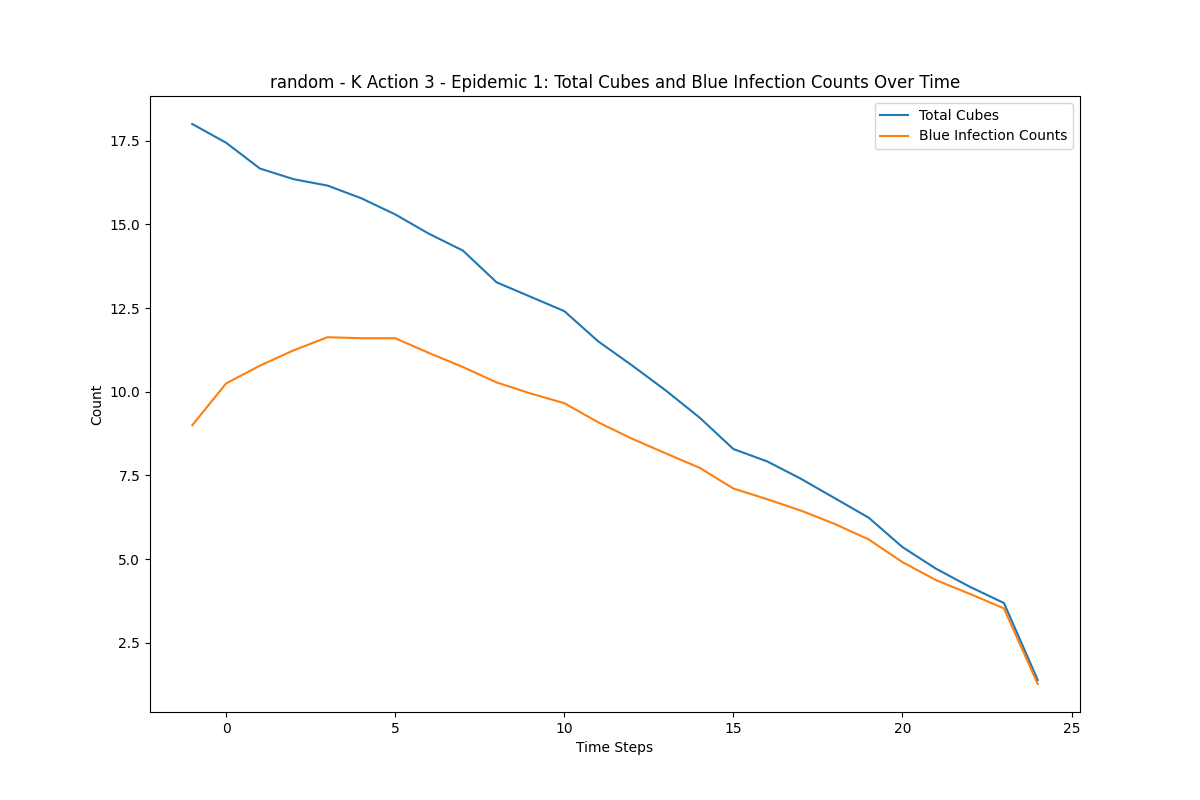 random - K Action 3 - Epidemic 1: Total Cubes and Blue Infection Counts Over Time
Total Cubes
Blue Infection Counts
17.5
15.0
12.5
10.0
7.5
5.0
2.5
Count
0 5 10 15 20 25
Time Steps